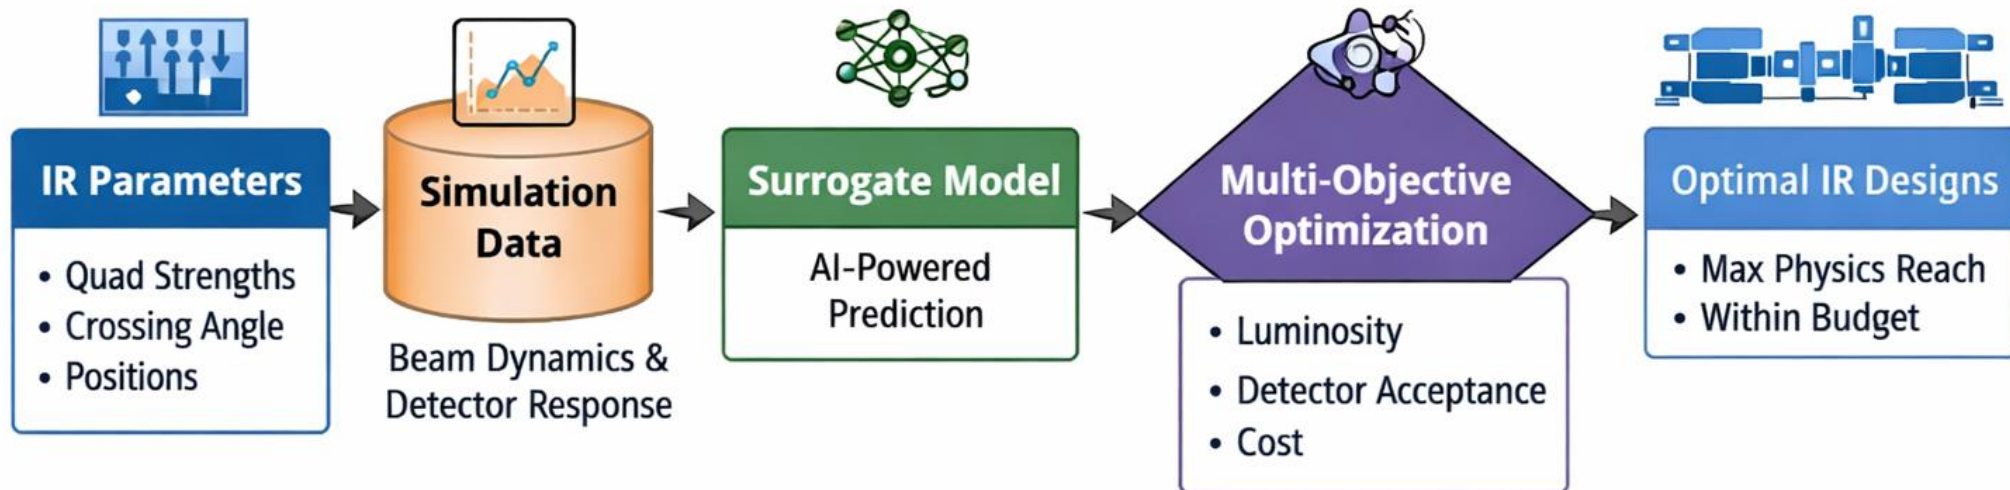 IR Parameters
• Quad Strengths
• Crossing Angle
• Positions
Simulation
Data
Beam Dynamics &
Detector Response
Surrogate Model
AI-Powered
Prediction
Multi-Objective
Optimization
• Luminosity
• Detector Acceptance
• Cost
Optimal IR Designs
• Max Physics Reach
• Within Budget